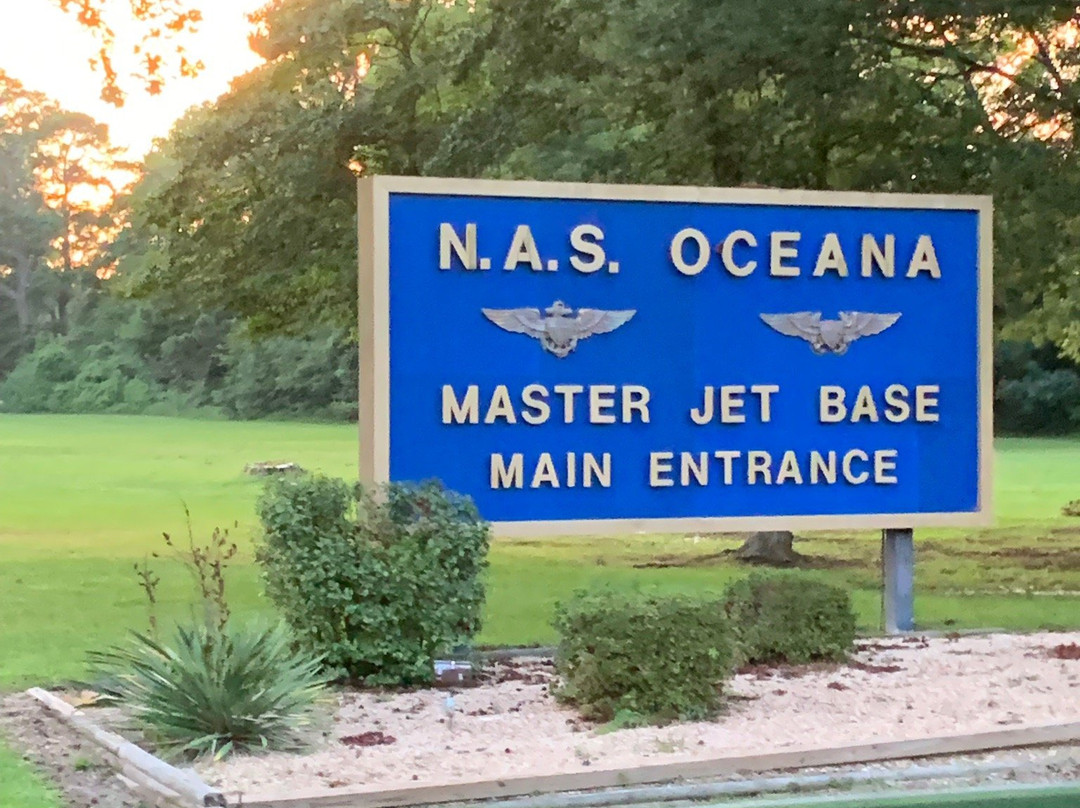 N.A.S. OCEANA
MASTER JET BASE
MAIN ENTRANCE